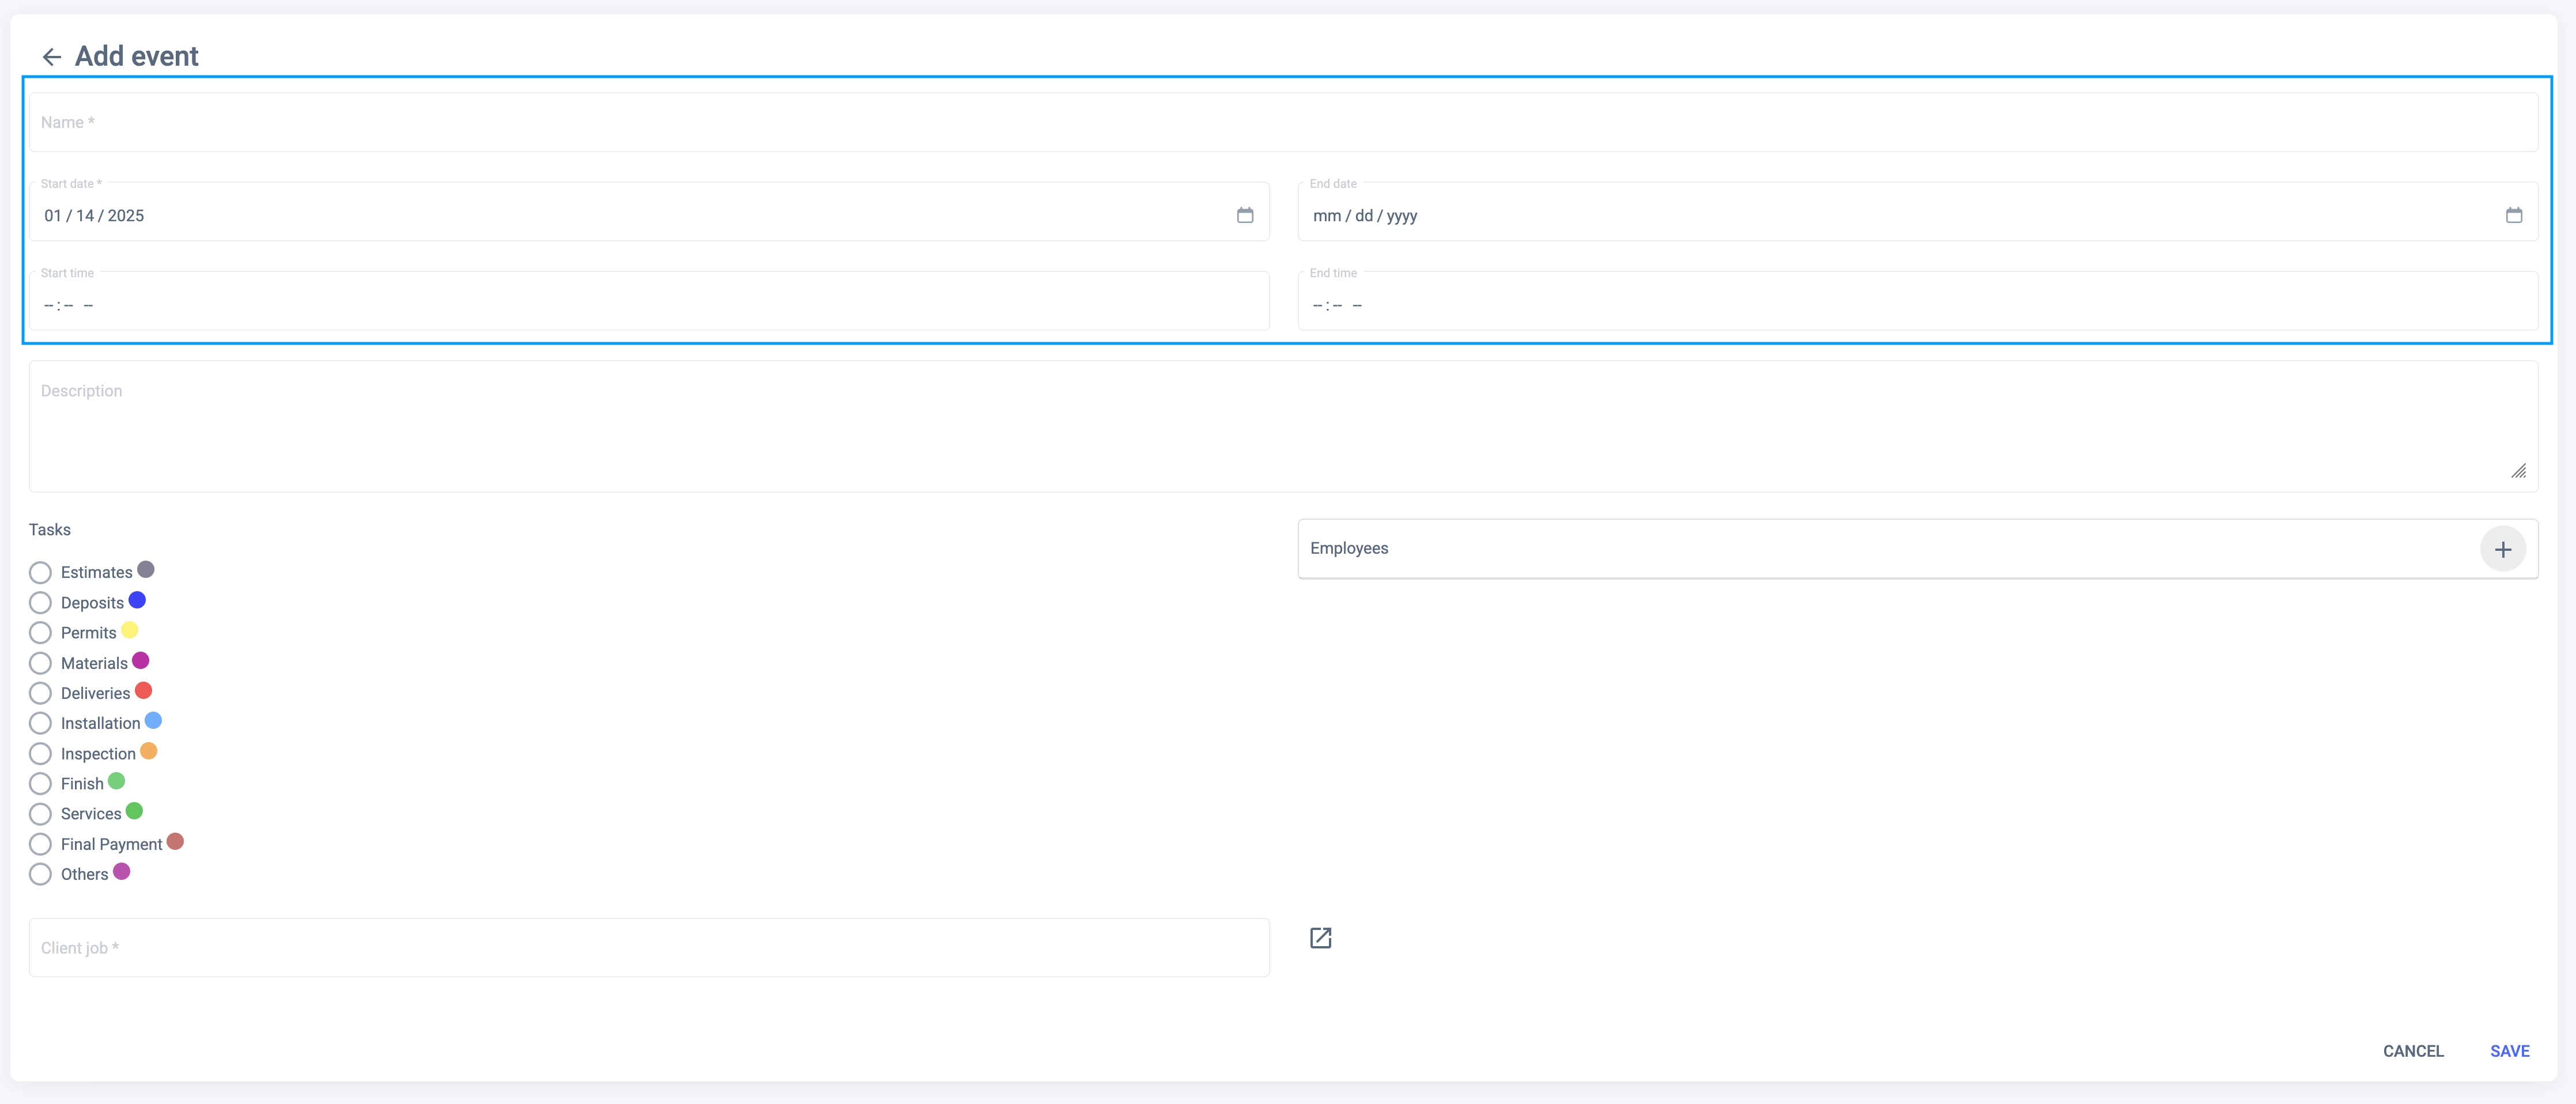 Add event
Name *
Start date *
01 / 14 / 2025
End date
mm / dd / yyyy
Start time
-- : -- --
End time
-- : -- --
Description
Tasks
Employees
Estimates
Deposits
Permits
Materials
Deliveries
Installation
Inspection
Finish
Services
Final Payment
Others
Client job *
CANCEL
SAVE